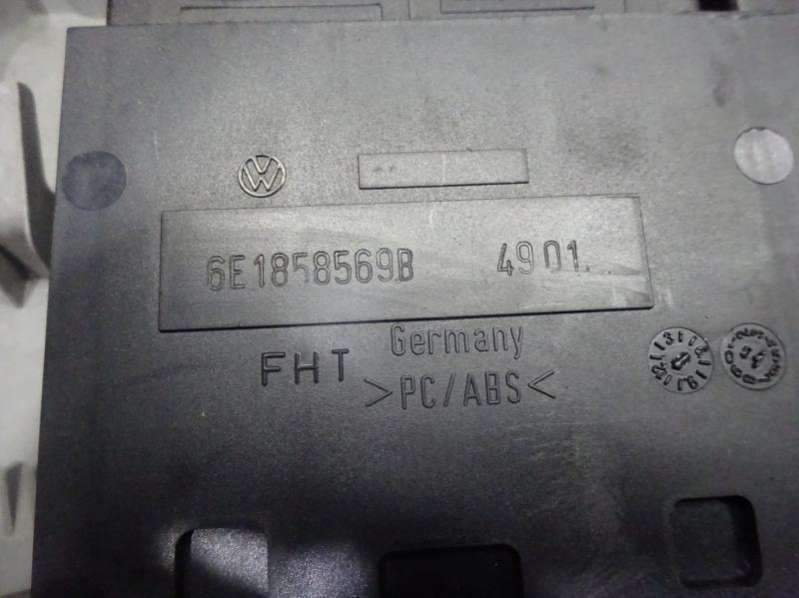 6E1858569B 4901.
Germany
FHT
>PC/ABS<